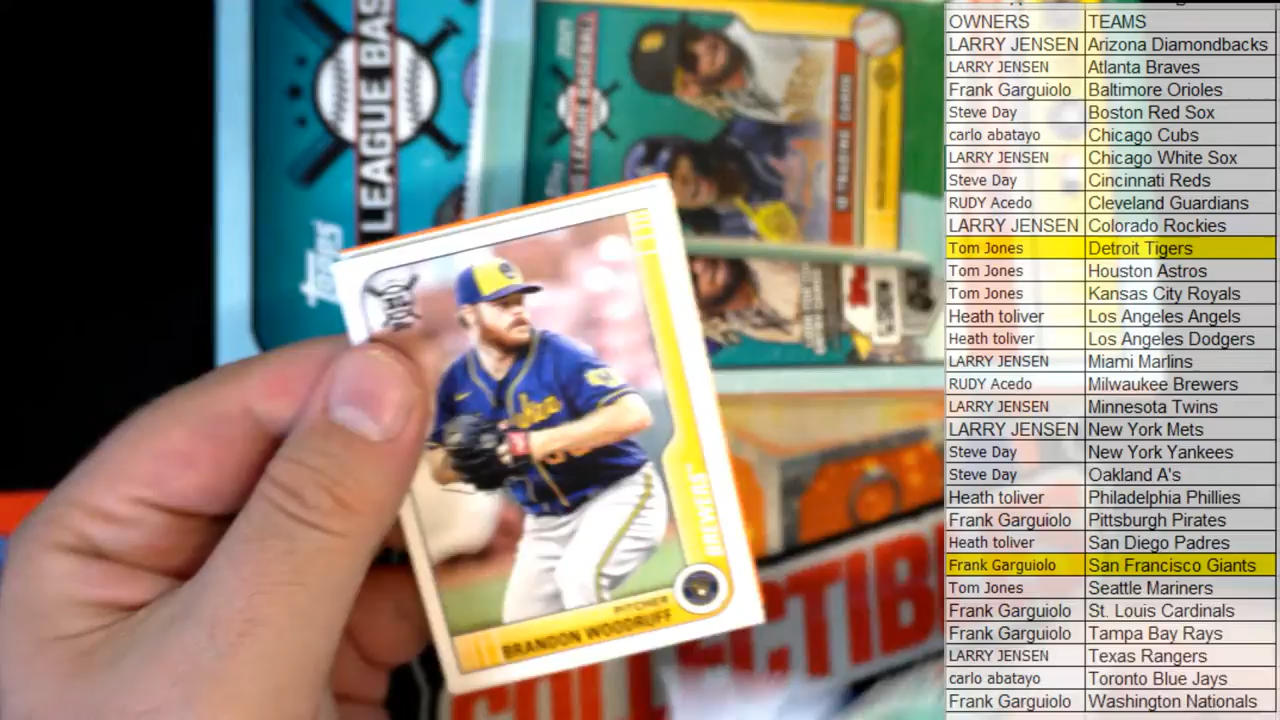 LEAGUE BAS
topps
LEAGUE BASEBALL
BREWERS
PITCHER
BRANDON WOODRUFF
COLLECTIBL
OWNERS TEAMS
LARRY JENSEN Arizona Diamondbacks
LARRY JENSEN Atlanta Braves
Frank Garguiolo Baltimore Orioles
Steve Day Boston Red Sox
carlo abatayo Chicago Cubs
LARRY JENSEN Chicago White Sox
Steve Day Cincinnati Reds
RUDY Acedo Cleveland Guardians
LARRY JENSEN Colorado Rockies
Tom Jones Detroit Tigers
Tom Jones Houston Astros
Tom Jones Kansas City Royals
Heath toliver Los Angeles Angels
Heath toliver Los Angeles Dodgers
LARRY JENSEN Miami Marlins
RUDY Acedo Milwaukee Brewers
LARRY JENSEN Minnesota Twins
LARRY JENSEN New York Mets
Steve Day New York Yankees
Steve Day Oakland A's
Heath toliver Philadelphia Phillies
Frank Garguiolo Pittsburgh Pirates
Heath toliver San Diego Padres
Frank Garguiolo San Francisco Giants
Tom Jones Seattle Mariners
Frank Garguiolo St. Louis Cardinals
Frank Garguiolo Tampa Bay Rays
LARRY JENSEN Texas Rangers
carlo abatayo Toronto Blue Jays
Frank Garguiolo Washington Nationals